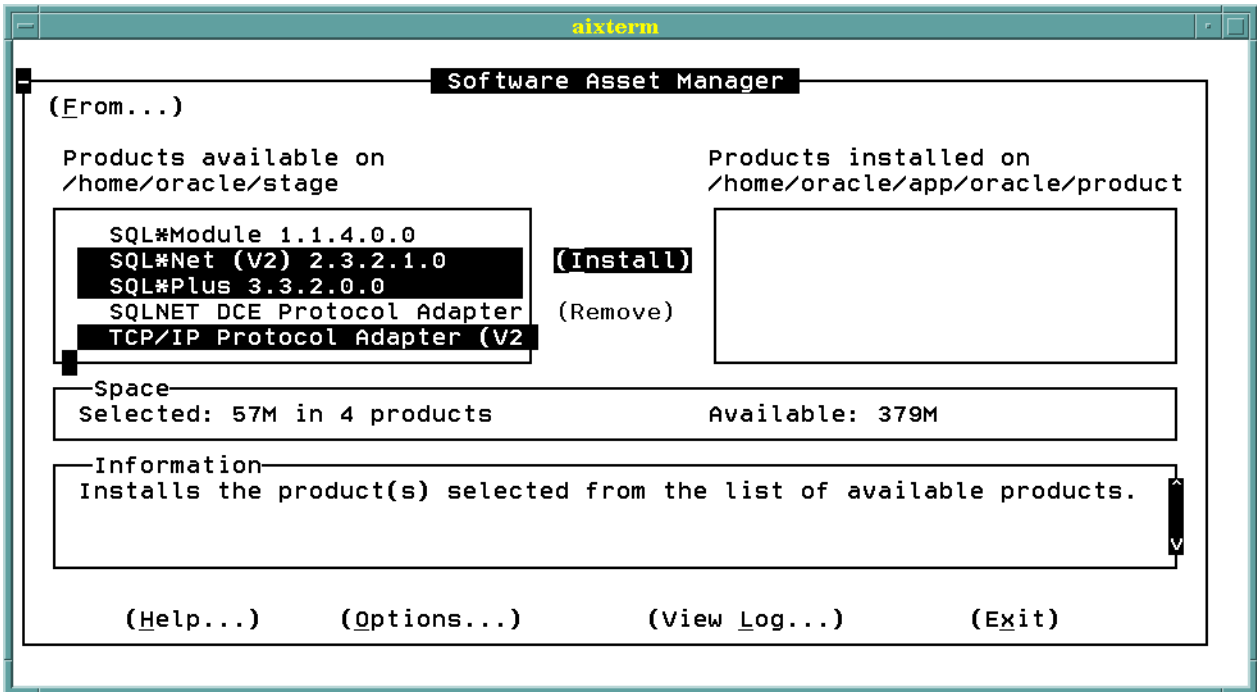 aixterm
Software Asset Manager
(From...)
Products available on
/home/oracle/stage
Products installed on
/home/oracle/app/oracle/product
SQL*Module 1.1.4.0.0
SQL*Net (V2) 2.3.2.1.0
SQL*Plus 3.3.2.0.0
SQLNET DCE Protocol Adapter
TCP/IP Protocol Adapter (V2
(Install)
(Remove)
Space
Selected: 57M in 4 products Available: 379M
Information
Installs the product(s) selected from the list of available products.
(Help...) (Options...) (View Log...) (Exit)